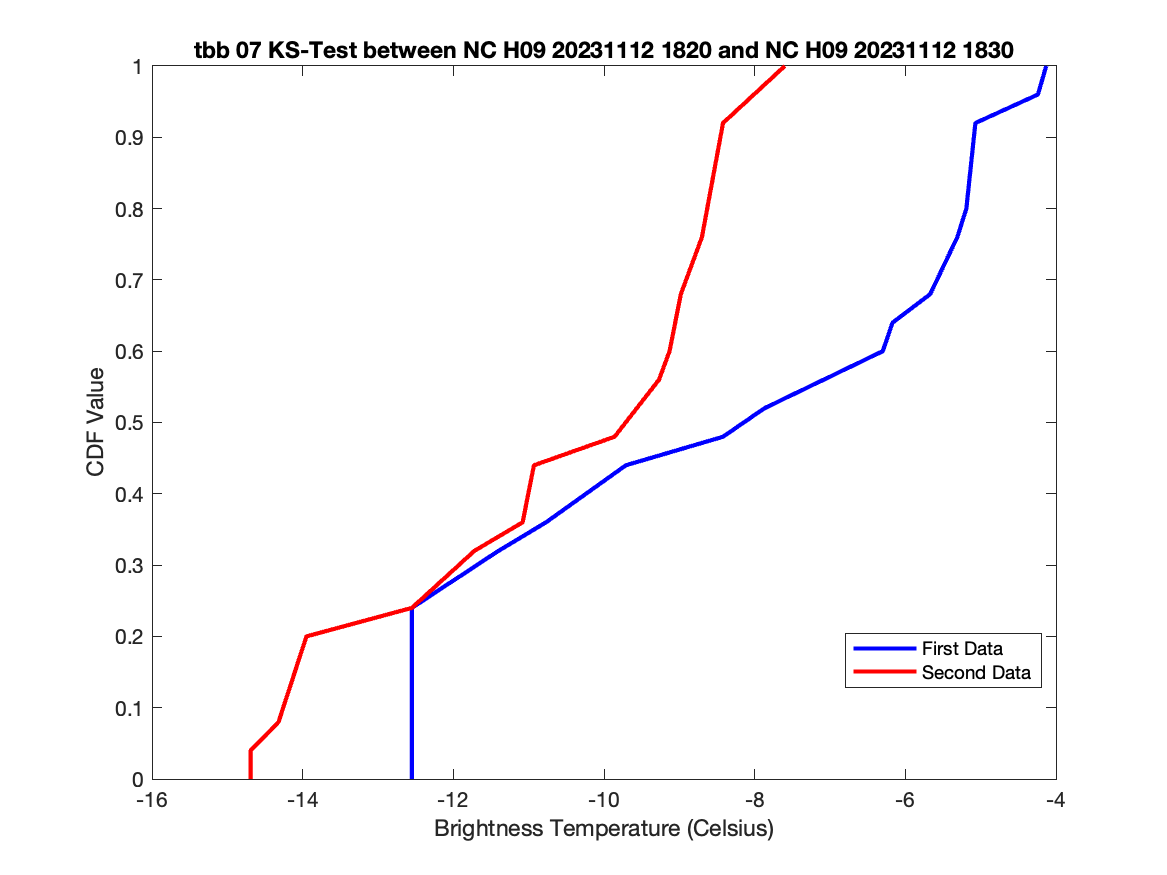 tbb 07 KS-Test between NC H09 20231112 1820 and NC H09 20231112 1830
1
0.9
0.8
0.7
0.6
0.5
0.4
0.3
0.2
0.1
0
CDF Value
First Data
Second Data
-16 -14 -12 -10 -8 -6 -4
Brightness Temperature (Celsius)